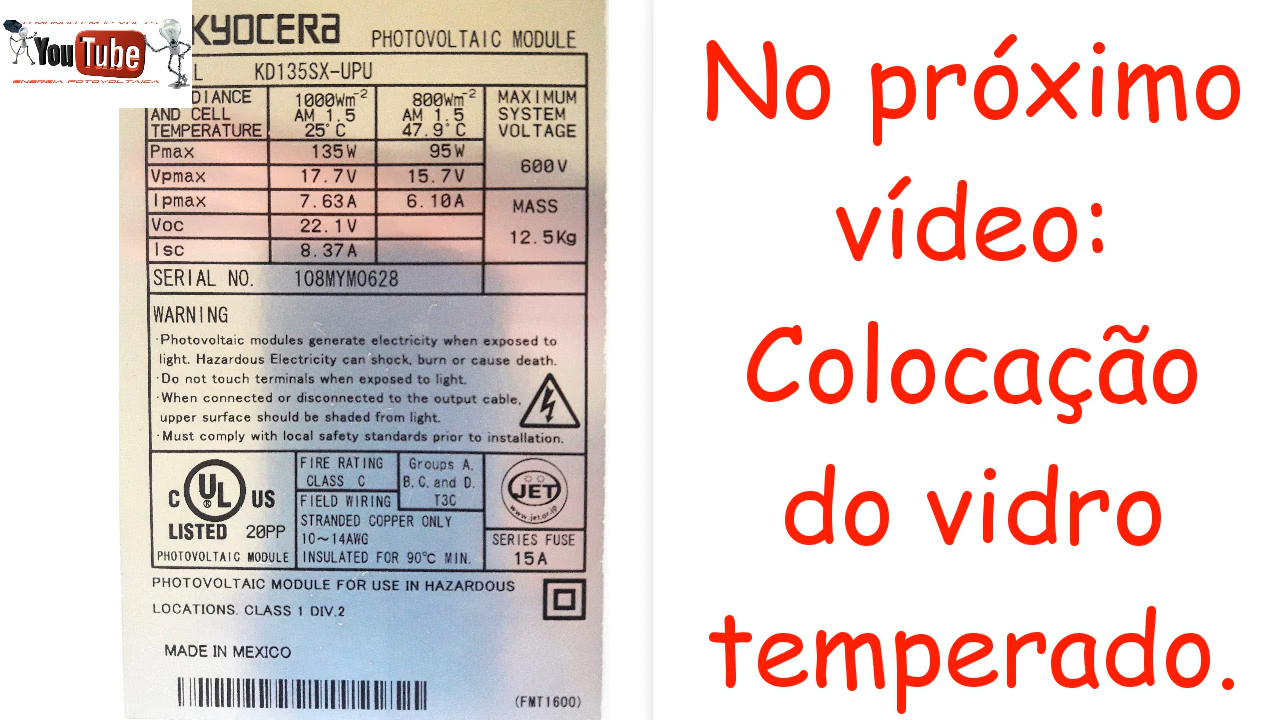 YouTube
ENERGIA FOTOVOLTAICA
KYOCERA PHOTOVOLTAIC MODULE
KD135SX-UPU
AND CELL TEMPERATURE
1000Wm-2 AM 1.5 25°C
800Wm-2 AM 1.5 47.9°C
MAXIMUM SYSTEM VOLTAGE
600V
Pmax 135W 95W
Vpmax 17.7V 15.7V
Ipmax 7.63A 6.10A
MASS
12.5Kg
Voc 22.1V
Isc 8.37A
SERIAL NO. 108MYM0628
WARNING
·Photovoltaic modules generate electricity when exposed to
light. Hazardous Electricity can shock, burn or cause death.
·Do not touch terminals when exposed to light.
·When connected or disconnected to the output cable,
upper surface should be shaded from light.
·Must comply with local safety standards prior to installation.
C UL ® US
LISTED 20PP
PHOTOVOLTAIC MODULE
FIRE RATING
CLASS C
Groups A,
B, C, and D.
T3C
FIELD WIRING
STRANDED COPPER ONLY
10~14AWG
INSULATED FOR 90℃ MIN.
JET
www.jet.or.jp
SERIES FUSE
15A
PHOTOVOLTAIC MODULE FOR USE IN HAZARDOUS
LOCATIONS. CLASS 1 DIV.2
MADE IN MEXICO
(FMT1600)
No próximo
vídeo:
Colocação
do vidro
temperado.